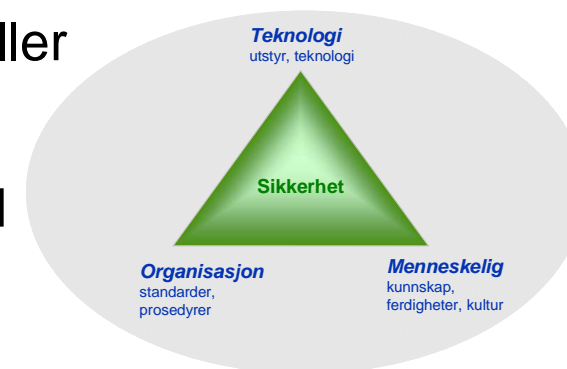 Teknologi
utstyr, teknologi
Sikkerhet
Organisasjon
standarder,
prosedyrer
Menneskelig
kunnskap,
ferdigheter, kultur